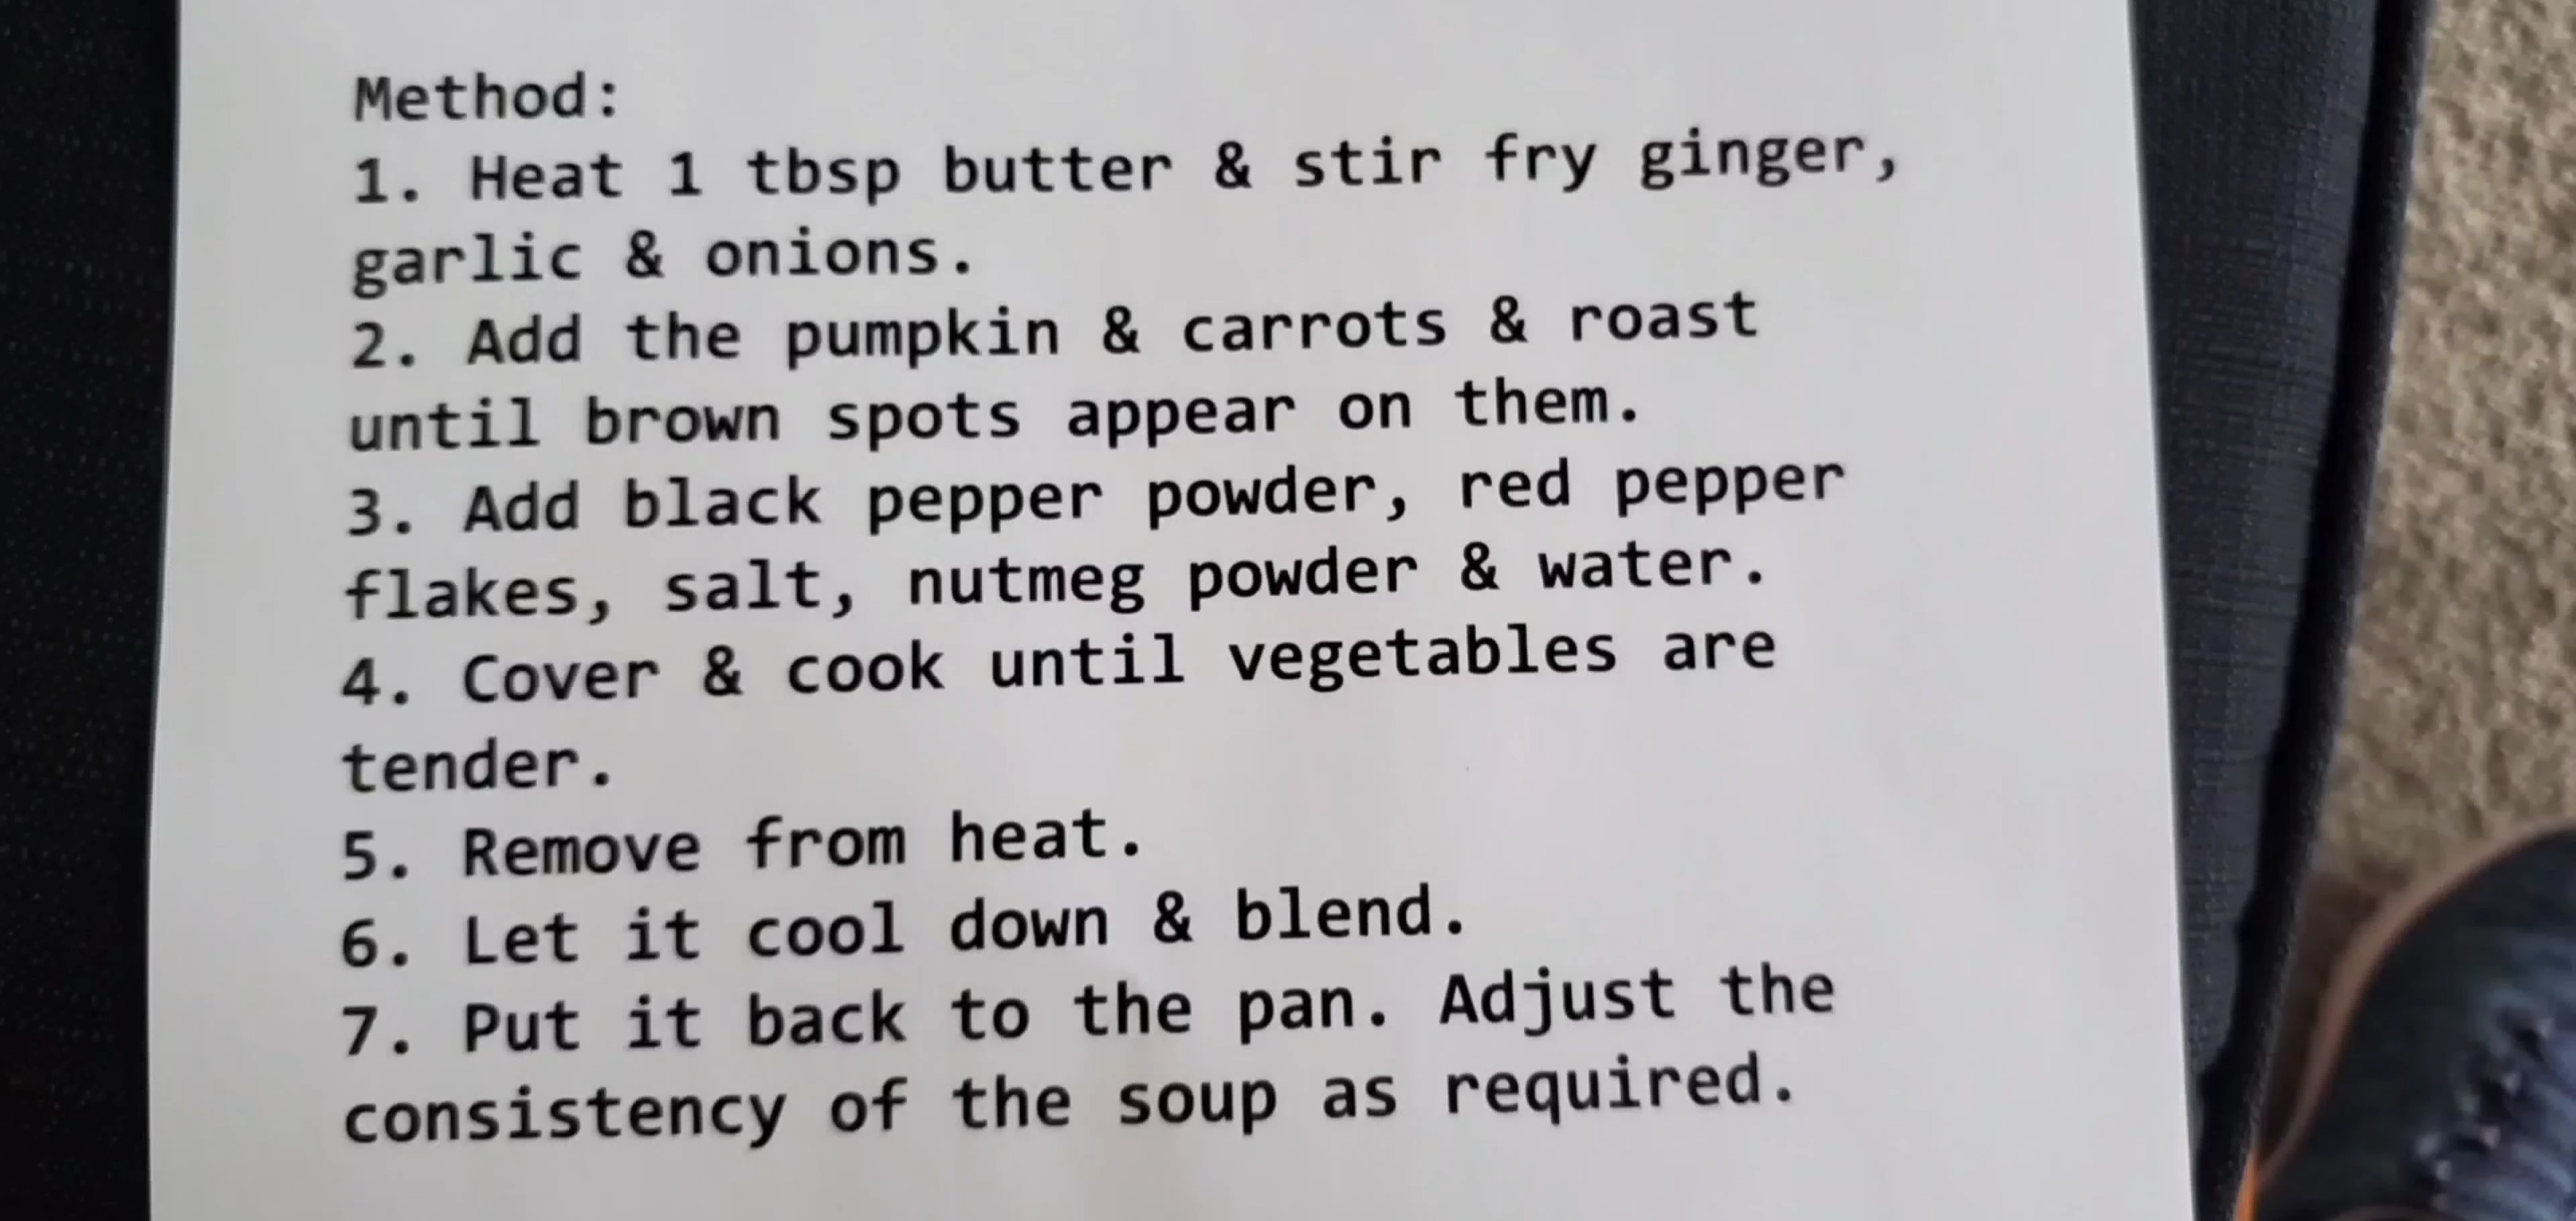 Method:
1. Heat 1 tbsp butter & stir fry ginger,
garlic & onions.
2. Add the pumpkin & carrots & roast
until brown spots appear on them.
3. Add black pepper powder, red pepper
flakes, salt, nutmeg powder & water.
4. Cover & cook until vegetables are
tender.
5. Remove from heat.
6. Let it cool down & blend.
7. Put it back to the pan. Adjust the
consistency of the soup as required.